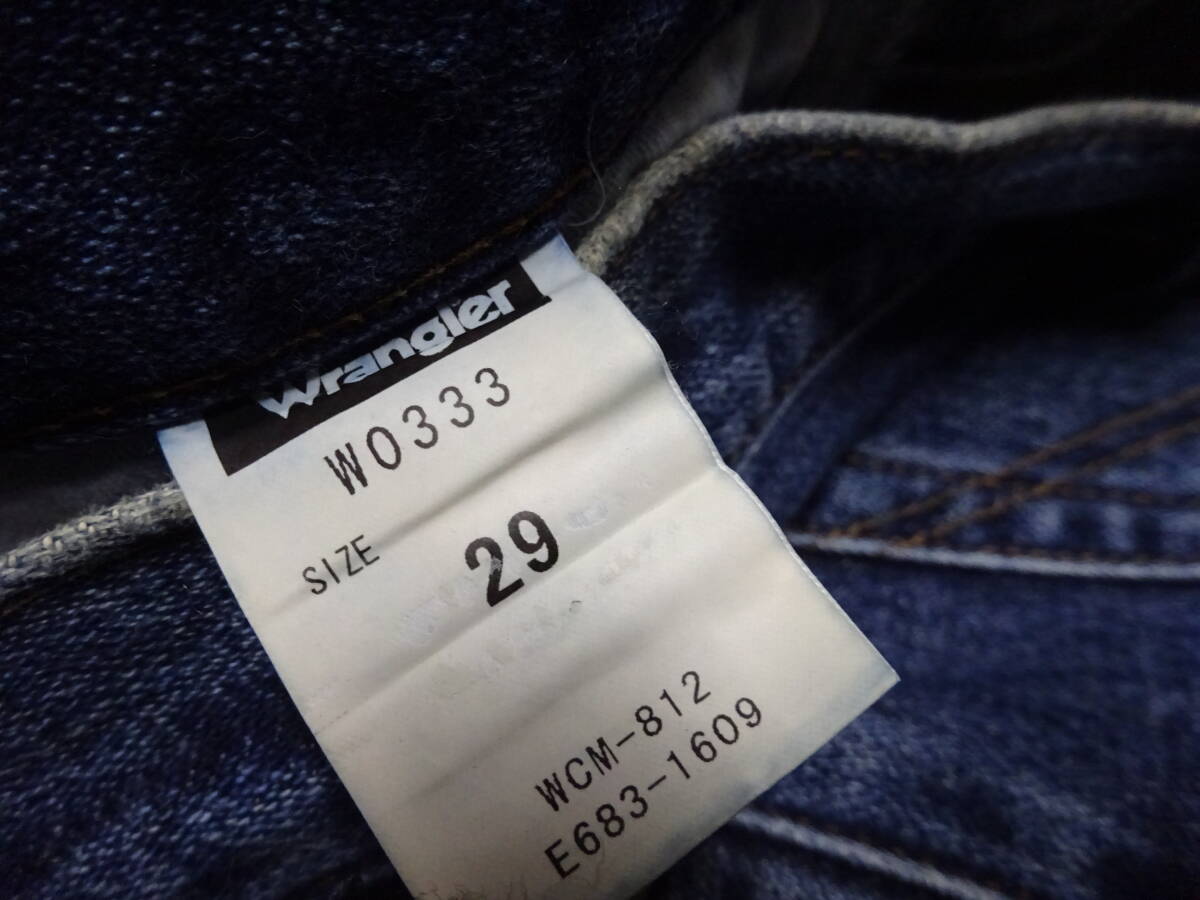 Wrangler
W0333
SIZE 29
WCM-812
E683-1609